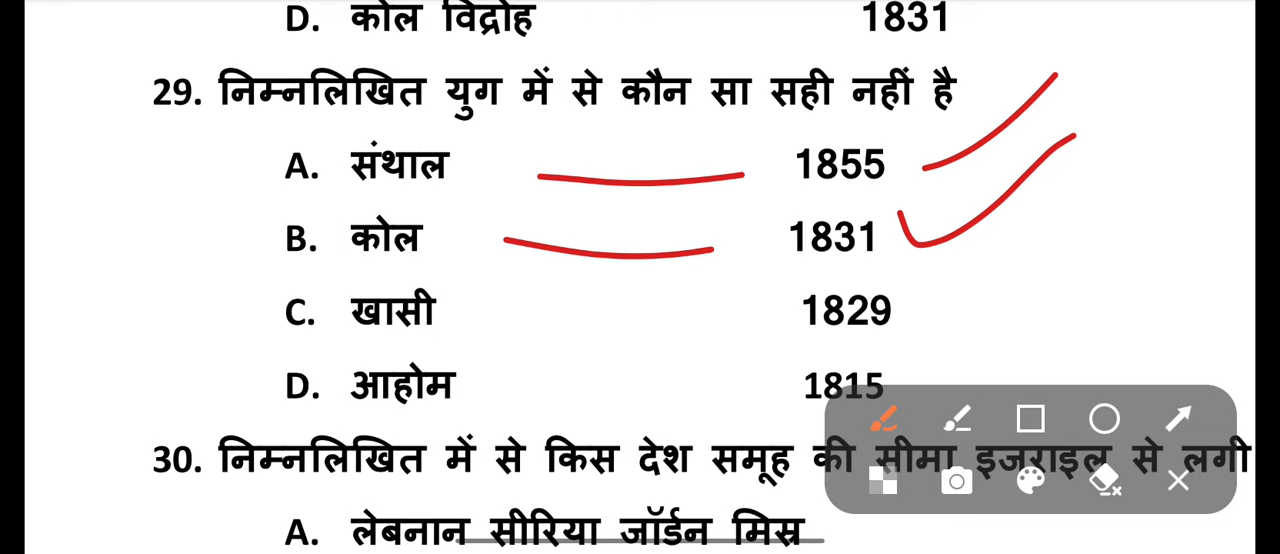 D. कोल विद्रोह 1831
29. निम्नलिखित युग में से कौन सा सही नहीं है
A. संथाल 1855
B. कोल 1831
C. खासी 1829
D. आहोम 1815
30. निम्नलिखित में से किस देश समूह की सीमा इजराइल से लगी
A. लेबनान सीरिया जॉर्डन मिस्र